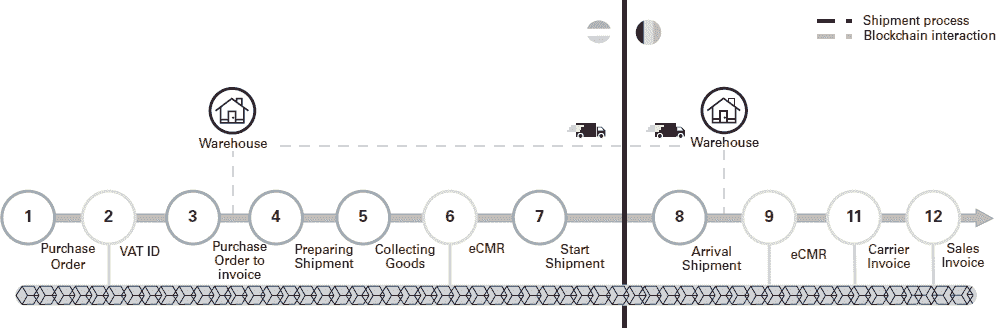 Shipment process
Blockchain interaction
Warehouse
Warehouse
1
2
3
4
5
6
7
8
9
11
12
Purchase
Order
VAT ID
Purchase
Order to
invoice
Preparing
Shipment
Collecting
Goods
eCMR
Start
Shipment
Arrival
Shipment
eCMR
Carrier
Invoice
Sales
Invoice